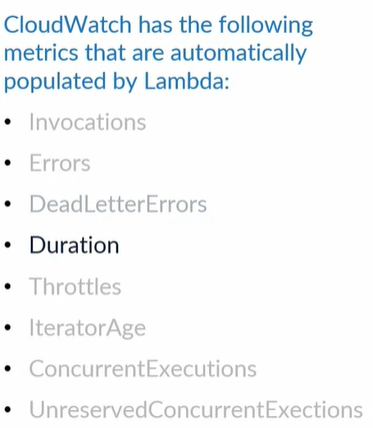 CloudWatch has the following
metrics that are automatically
populated by Lambda:
• Invocations
• Errors
• DeadLetterErrors
• Duration
• Throttles
• IteratorAge
• ConcurrentExecutions
• UnreservedConcurrentExections